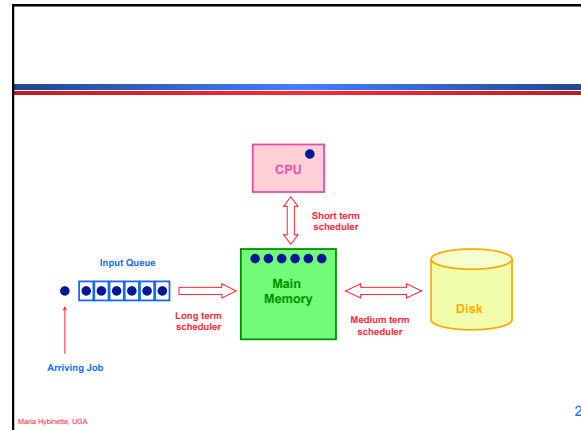 CPU
Short term
scheduler
Input Queue
Main
Memory
Long term
scheduler
Medium term
scheduler
Disk
Arriving Job
Maria Hybinette, UGA
2